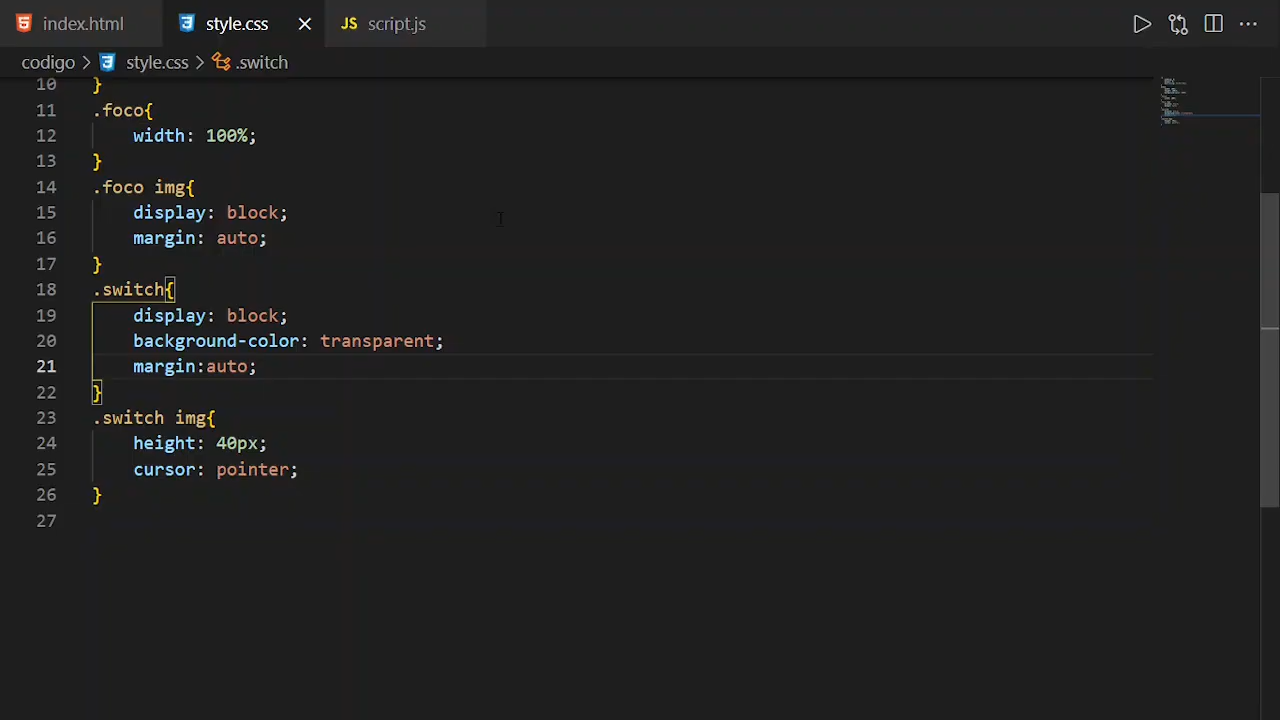 index.html style.css script.js
codigo > style.css > .switch
10 }
11 .foco{
12 width: 100%;
13 }
14 .foco img{
15 display: block;
16 margin: auto;
17 }
18 .switch{
19 display: block;
20 background-color: transparent;
21 margin:auto;
22 }
23 .switch img{
24 height: 40px;
25 cursor: pointer;
26 }
27